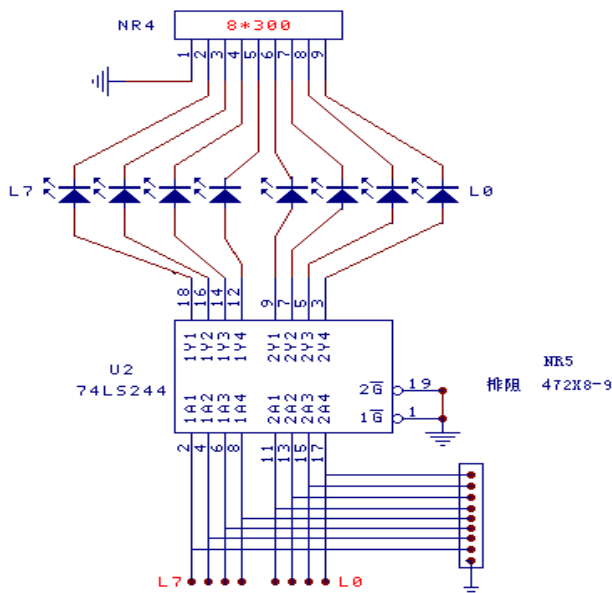 NR4
8*300
1 2 3 4 5 6 7 8 9
L7
L0
18 16 14 12 9 7 5 3
1Y1 1Y2 1Y3 1Y4 2Y1 2Y2 2Y3 2Y4
U2
74LS244
2G 19
1G 1
1A1 1A2 1A3 1A4 2A1 2A2 2A3 2A4
2 4 6 8 11 13 15 17
NR5
排阻 472X8-9
L7
L0